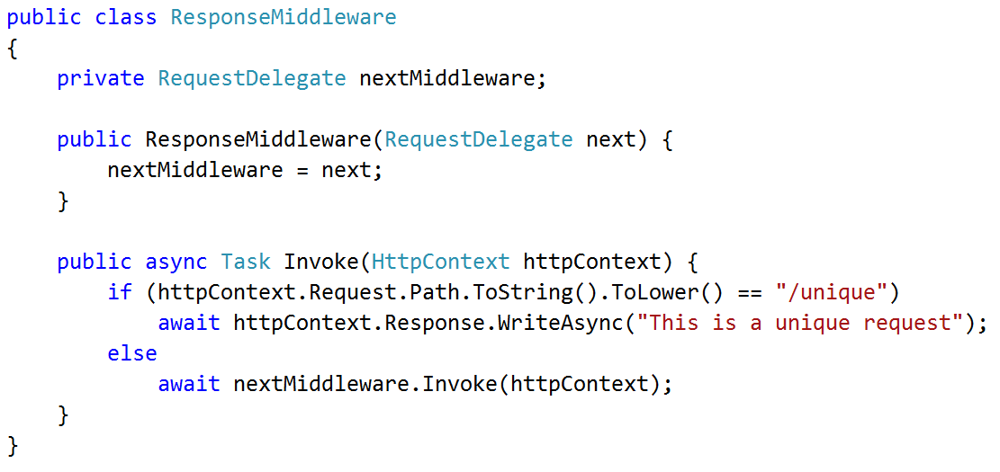 public class ResponseMiddleware
{
    private RequestDelegate nextMiddleware;

    public ResponseMiddleware(RequestDelegate next) {
        nextMiddleware = next;
    }

    public async Task Invoke(HttpContext httpContext) {
        if (httpContext.Request.Path.ToString().ToLower() == "/unique")
            await httpContext.Response.WriteAsync("This is a unique request");
        else
            await nextMiddleware.Invoke(httpContext);
    }
}